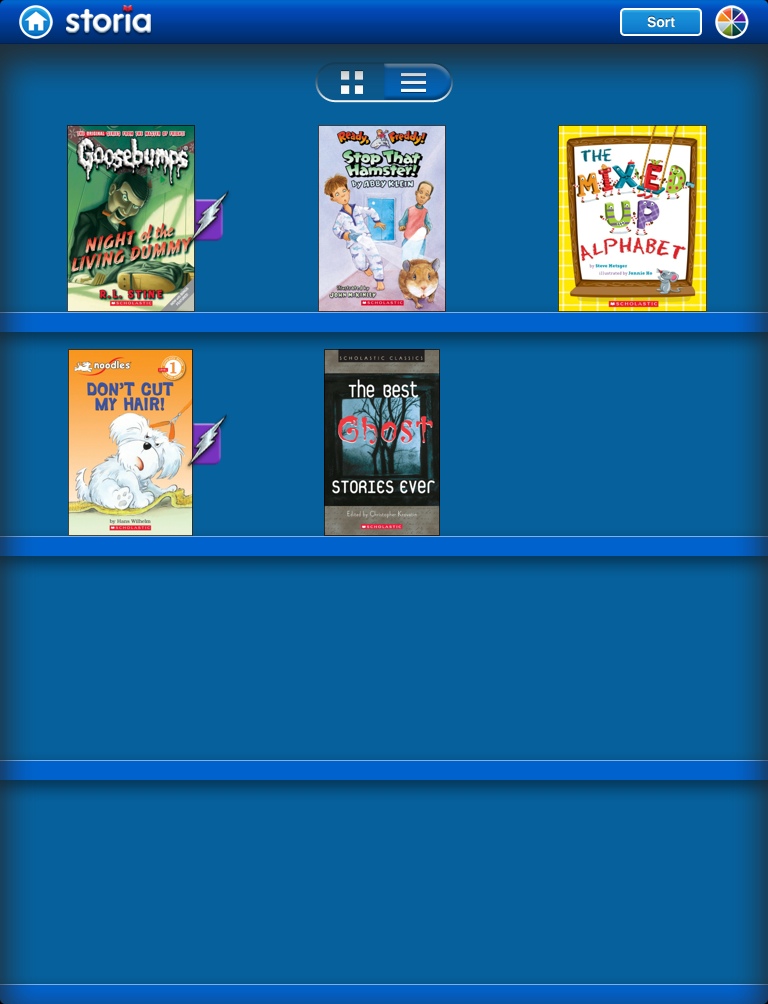 storia
Sort
THE GOOSEBUMPS SERIES FROM THE MASTER OF FRIGHT
Goosebumps
NIGHT of the
LIVING DUMMY
R.L. STINE
SCHOLASTIC
Ready, Freddy!
Stop That
Hamster!
by ABBY KLEIN
illustrated by
JOHN McKINLEY
SCHOLASTIC
THE
MIXED
UP
ALPHABET
by Steve Metzger
illustrated by Jannie Ho
SCHOLASTIC
noodles
1
DON'T CUT
MY HAIR!
by Hans Wilhelm
SCHOLASTIC
SCHOLASTIC CLASSICS
The Best
Ghost
STORIES EVER
Edited by Christopher Krovatin
SCHOLASTIC